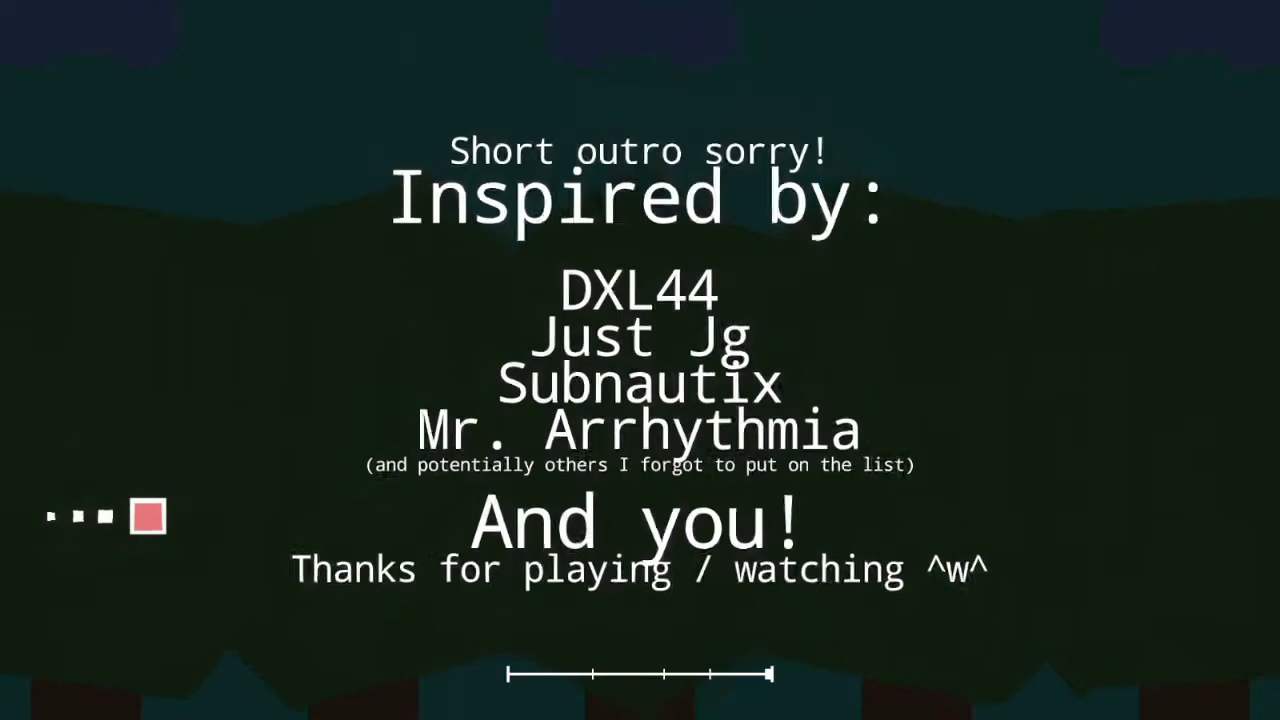 Short outro sorry!
Inspired by:
DXL44
Just Jg
Subnautix
Mr. Arrhythmia
(and potentially others I forgot to put on the list)
And you!
Thanks for playing / watching ^w^